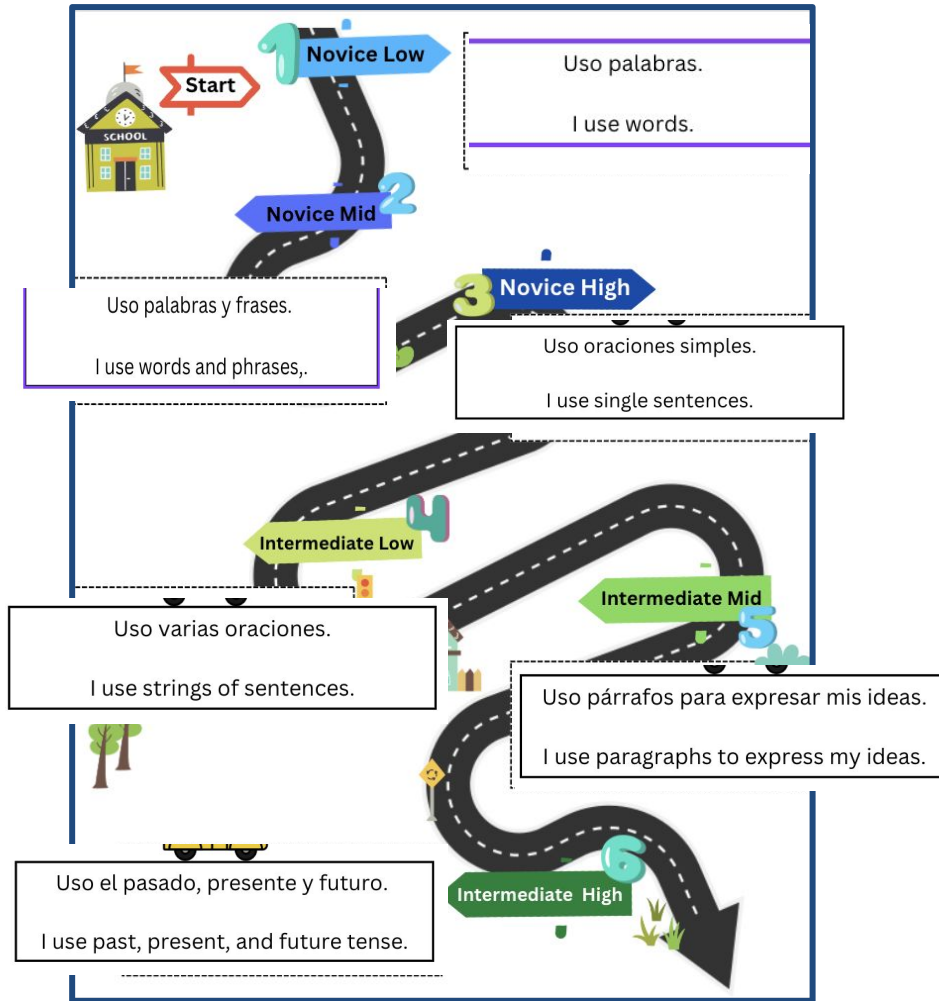 1
Novice Low
Start
SCHOOL
Uso palabras.
I use words.
2
Novice Mid
Uso palabras y frases.
I use words and phrases,.
3
Novice High
Uso oraciones simples.
I use single sentences.
4
Intermediate Low
Uso varias oraciones.
I use strings of sentences.
Intermediate Mid
5
Uso párrafos para expresar mis ideas.
I use paragraphs to express my ideas.
6
Intermediate High
Uso el pasado, presente y futuro.
I use past, present, and future tense.